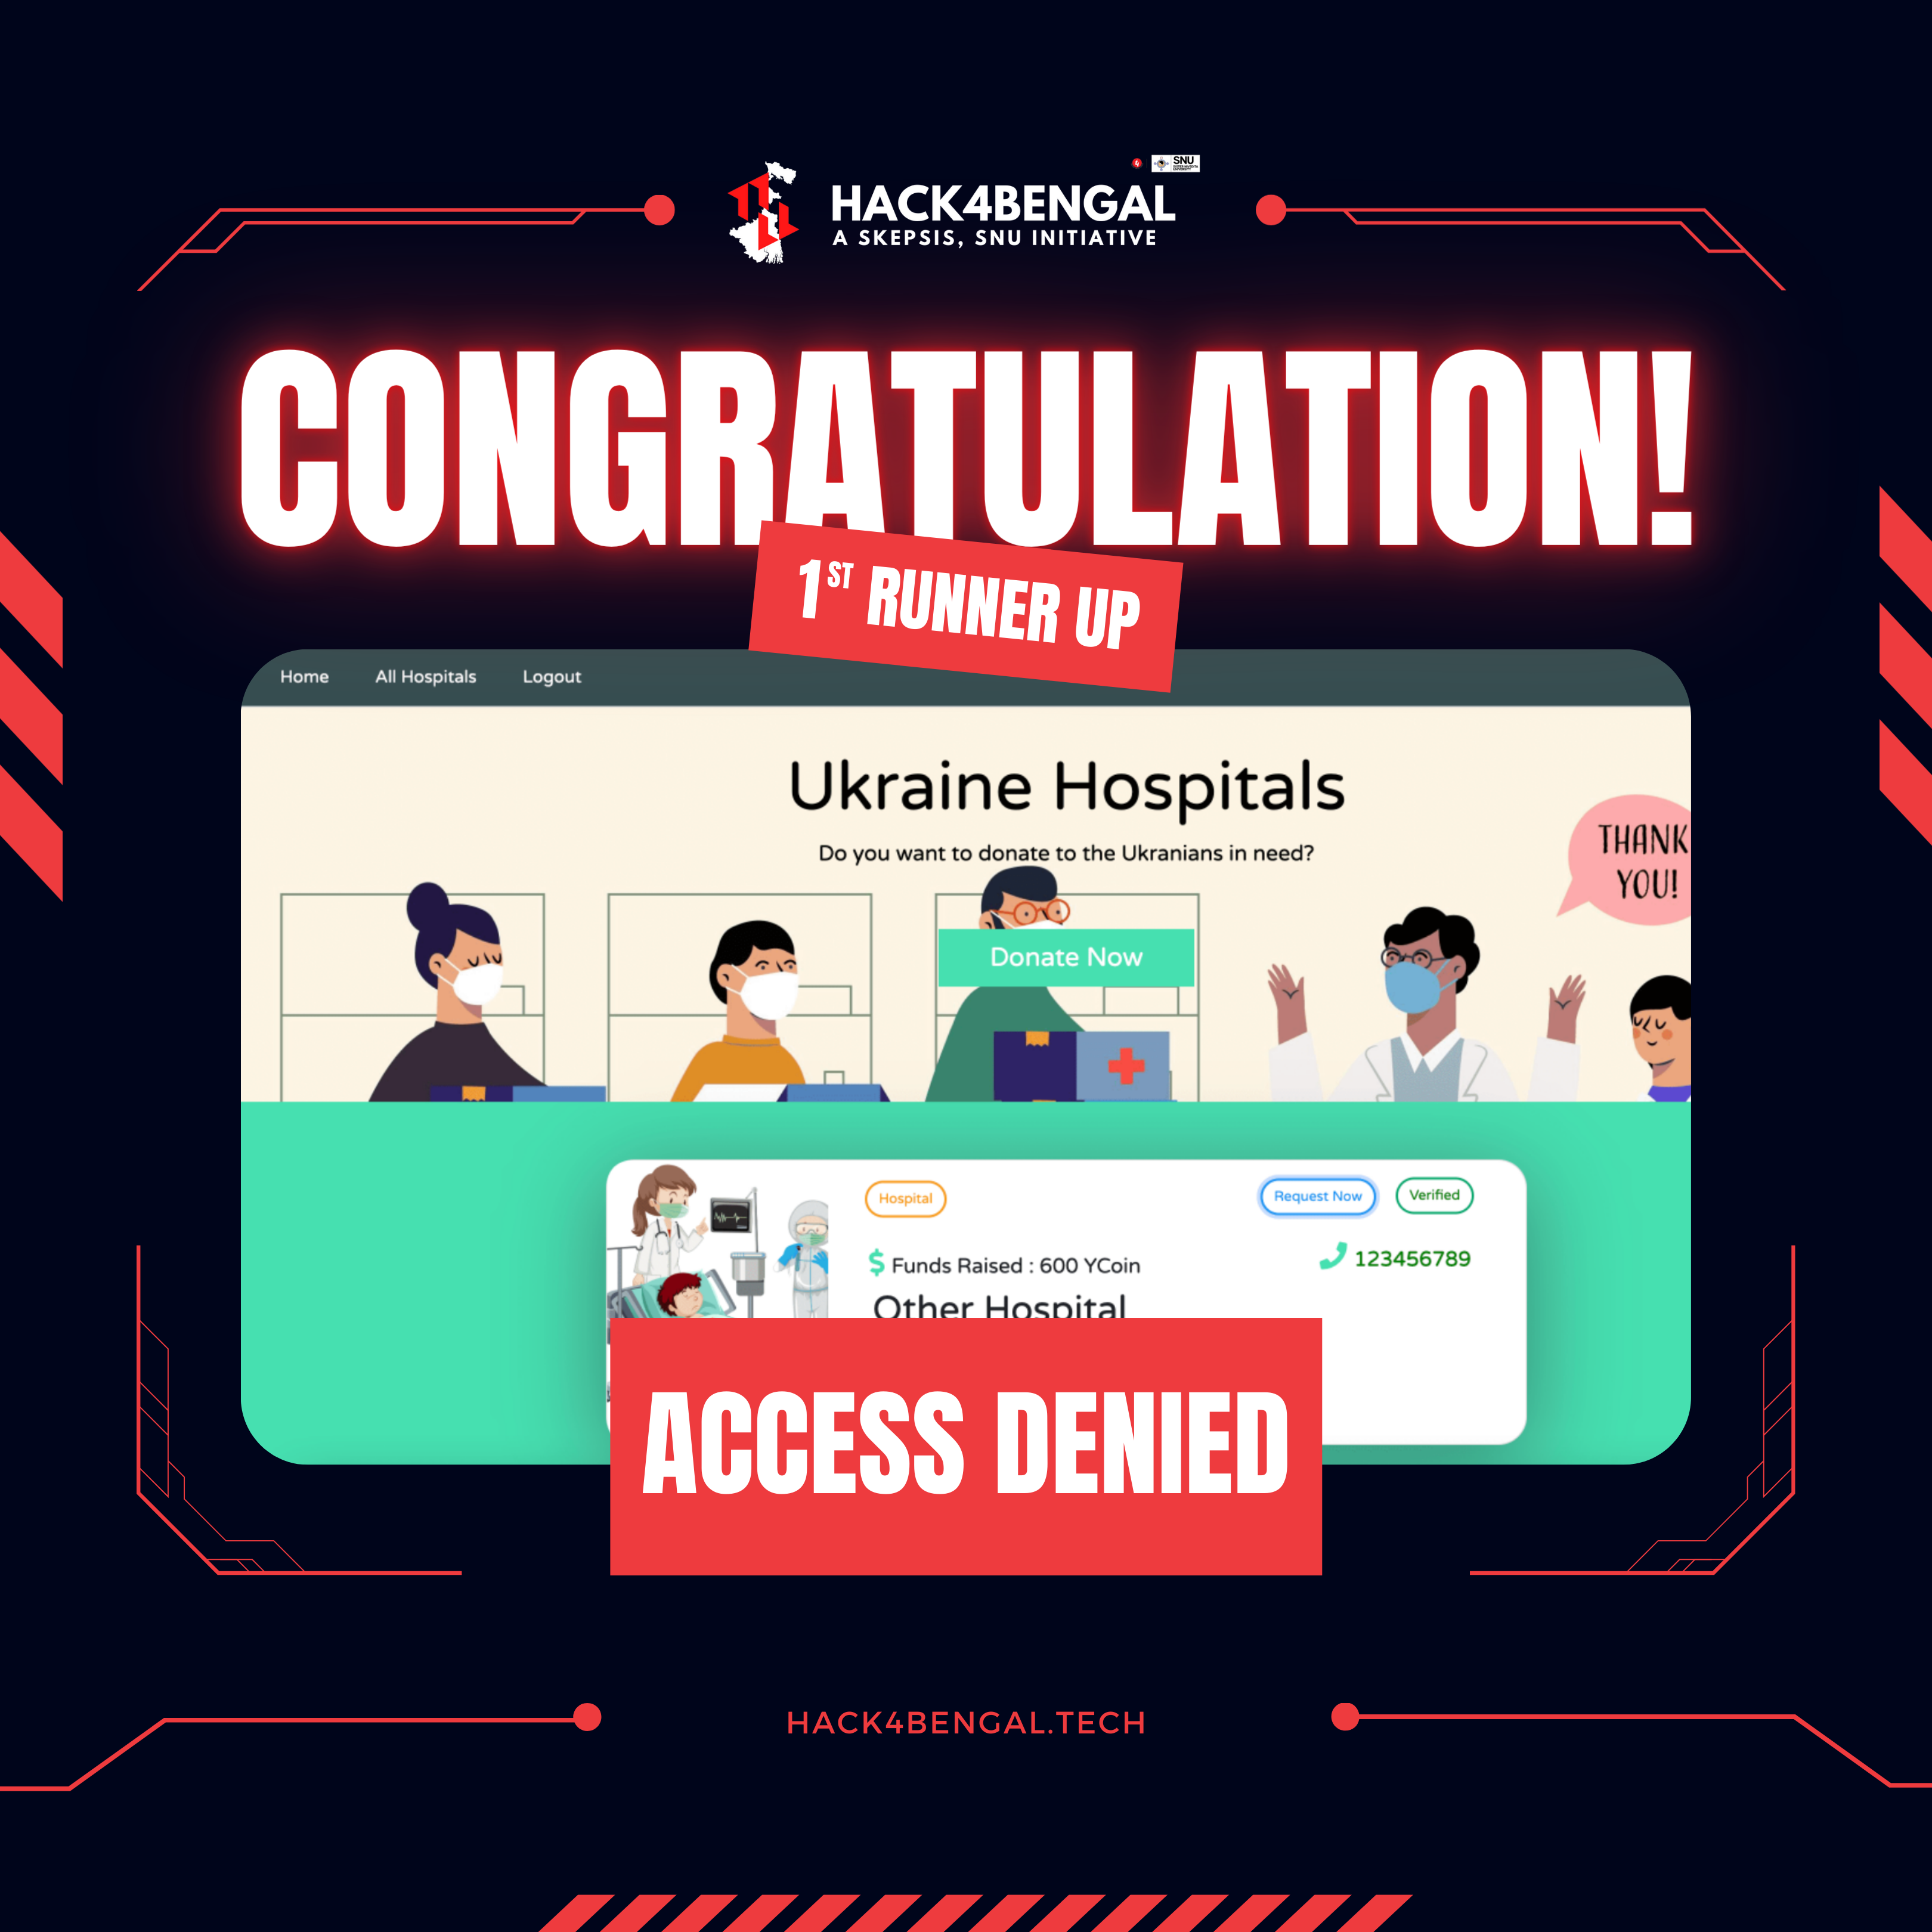 SNU
HACK4BENGAL
A SKEPSIS, SNU INITIATIVE
CONGRATULATION!
1ST RUNNER UP
Home All Hospitals Logout
Ukraine Hospitals
Do you want to donate to the Ukranians in need?
THANK
YOU!
Donate Now
Hospital Request Now Verified
$ Funds Raised : 600 YCoin 123456789
Other Hospital
ACCESS DENIED
HACK4BENGAL.TECH